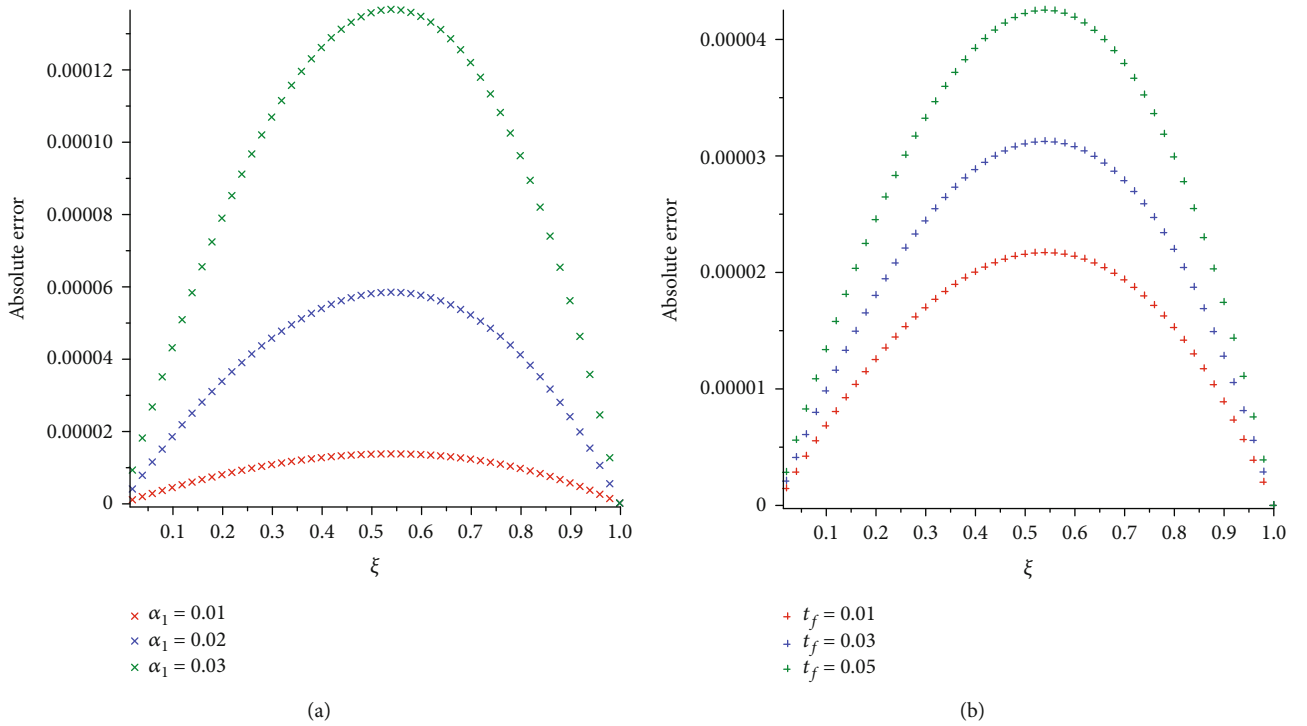 0.00012
0.00010
0.00008
0.00006
0.00004
0.00002
0
Absolute error
0.1 0.2 0.3 0.4 0.5 0.6 0.7 0.8 0.9 1.0
ξ
α1 = 0.01
α1 = 0.02
α1 = 0.03
(a)
0.00004
0.00003
0.00002
0.00001
0
Absolute error
0.1 0.2 0.3 0.4 0.5 0.6 0.7 0.8 0.9 1.0
ξ
tf = 0.01
tf = 0.03
tf = 0.05
(b)